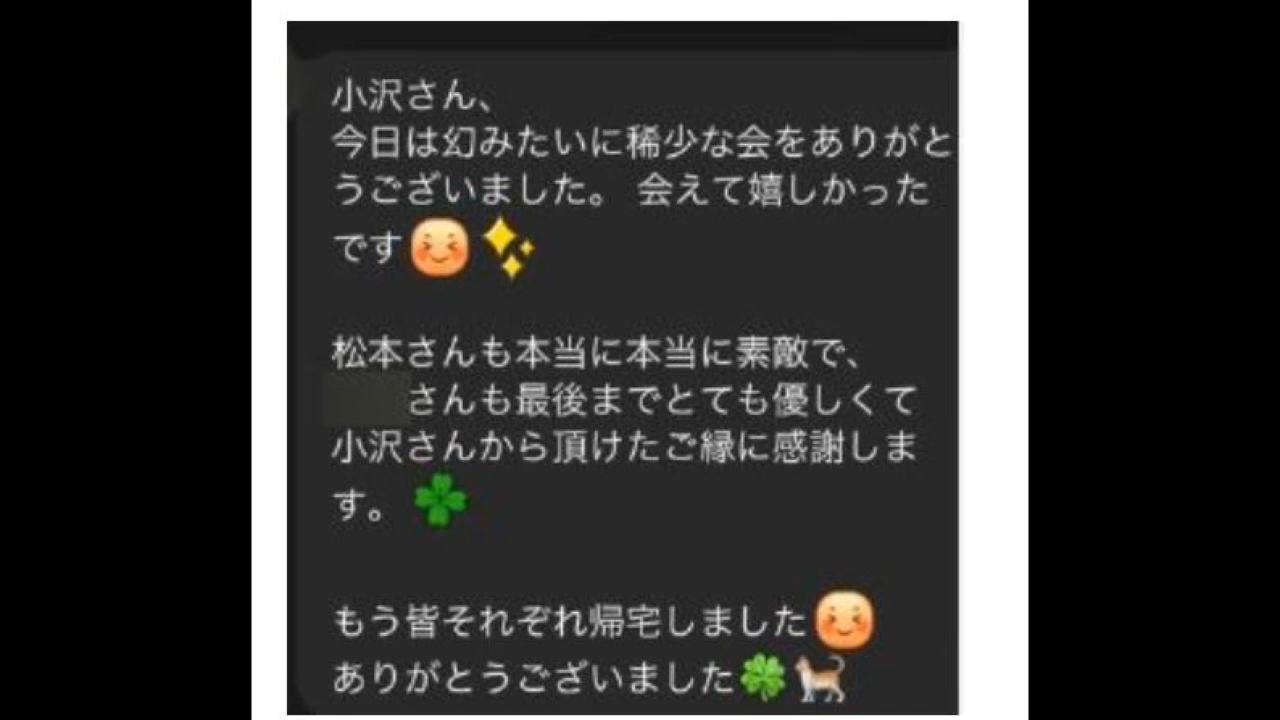 小沢さん、
今日は幻みたいに稀少な会をありがと
うございました。 会えて嬉しかった
です😊✨
松本さんも本当に本当に素敵で、
さんも最後までとても優しくて
小沢さんから頂けたご縁に感謝しま
す。 🍀
もう皆それぞれ帰宅しました😊
ありがとうございました🍀🐈